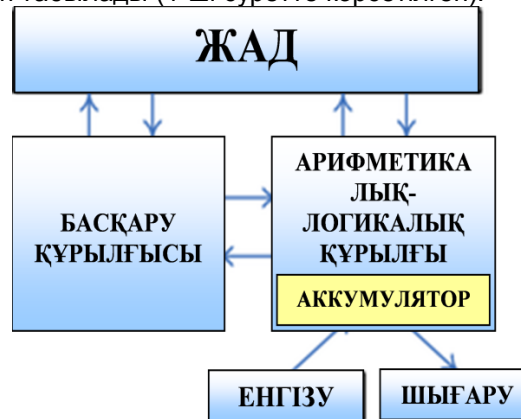 ЖАД
БАСҚАРУ
ҚҰРЫЛҒЫСЫ
АРИФМЕТИКА
ЛЫҚ-
ЛОГИКАЛЫҚ
ҚҰРЫЛҒЫ
АККУМУЛЯТОР
ЕНГІЗУ
ШЫҒАРУ